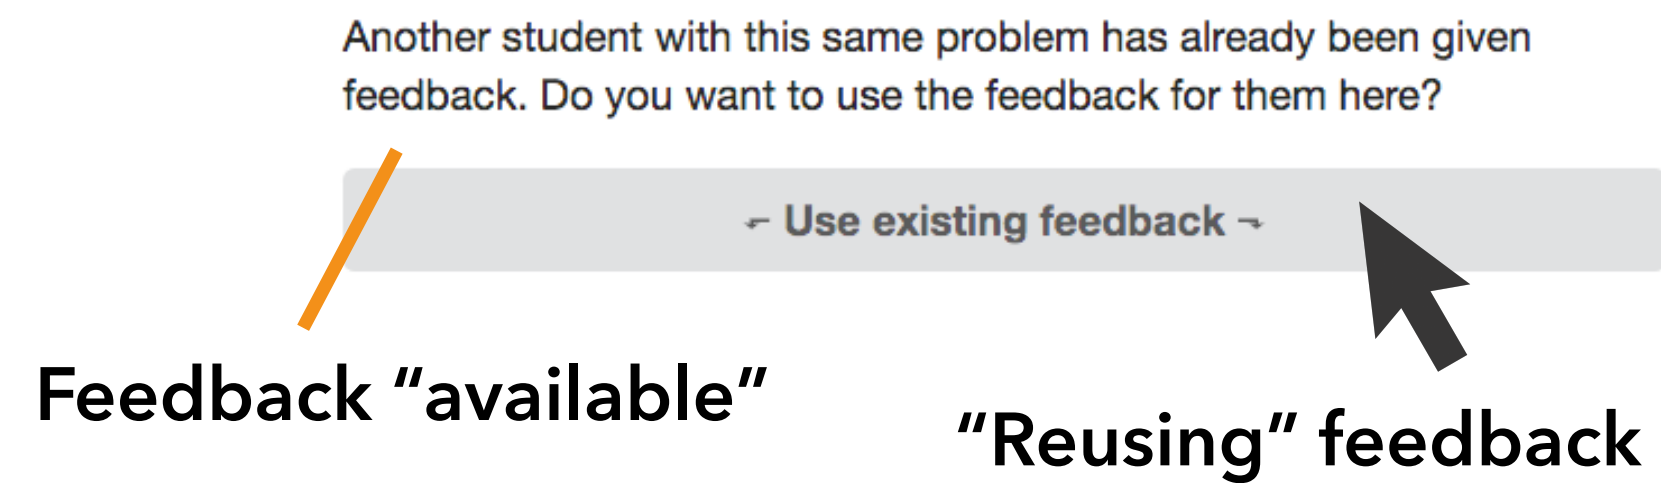 Another student with this same problem has already been given
feedback. Do you want to use the feedback for them here?
⬐ Use existing feedback ⬎
Feedback “available”
“Reusing” feedback